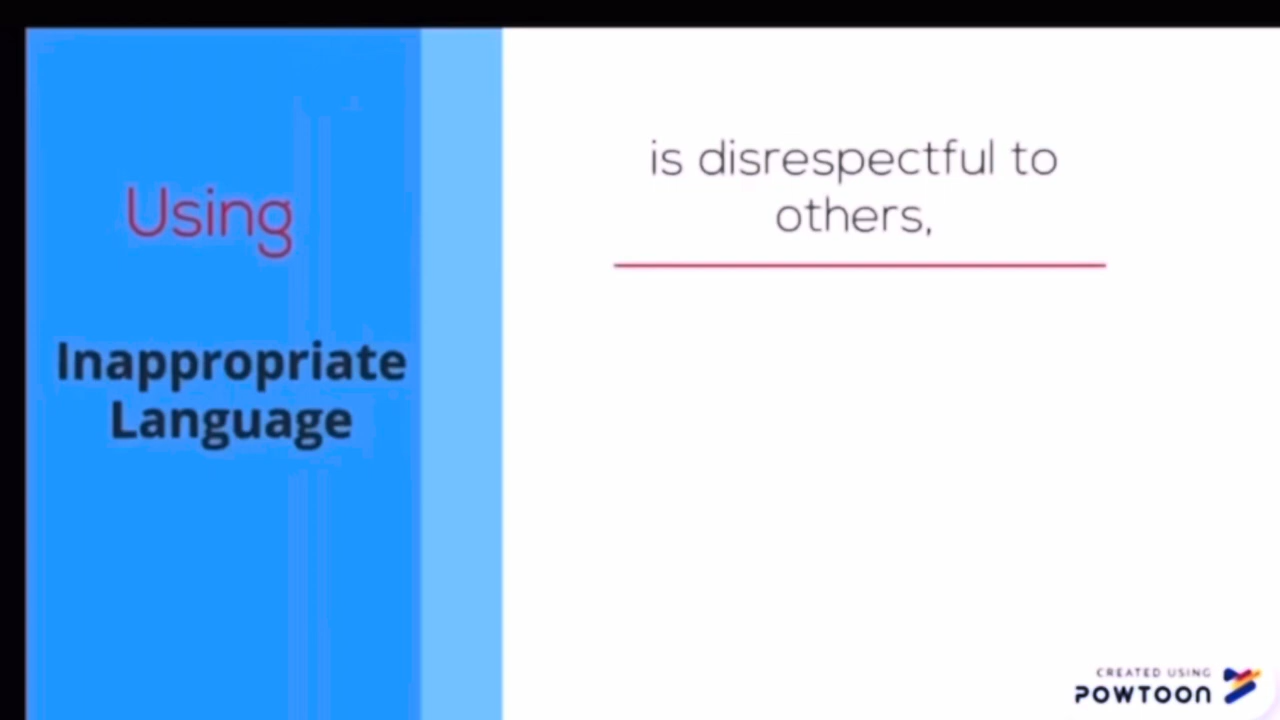 Using
Inappropriate
Language
is disrespectful to
others,
CREATED USING
POWTOON